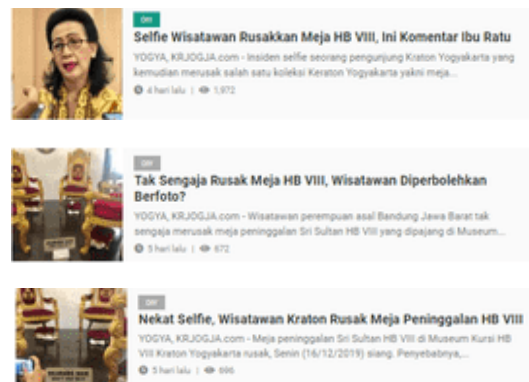 DIY
Selfie Wisatawan Rusakkan Meja HB VIII, Ini Komentar Ibu Ratu
YOGYA, KRJOGJA.com - Insiden selfie seorang pengunjung Kraton Yogyakarta yang
kemudian merusak salah satu koleksi Keraton Yogyakarta yakni meja...
4 hari lalu | 1,972
DIY
Tak Sengaja Rusak Meja HB VIII, Wisatawan Diperbolehkan
Berfoto?
YOGYA, KRJOGJA.com - Wisatawan perempuan asal Bandung Jawa Barat tak
sengaja merusak meja peninggalan Sri Sultan HB VIII yang dipajang di Museum...
5 hari lalu | 672
DIY
Nekat Selfie, Wisatawan Kraton Rusak Meja Peninggalan HB VIII
YOGYA, KRJOGJA.com - Meja peninggalan Sri Sultan HB VIII di Museum Kursi HB
VIII Kraton Yogyakarta rusak, Senin (16/12/2019) siang. Penyebabnya,...
5 hari lalu | 696